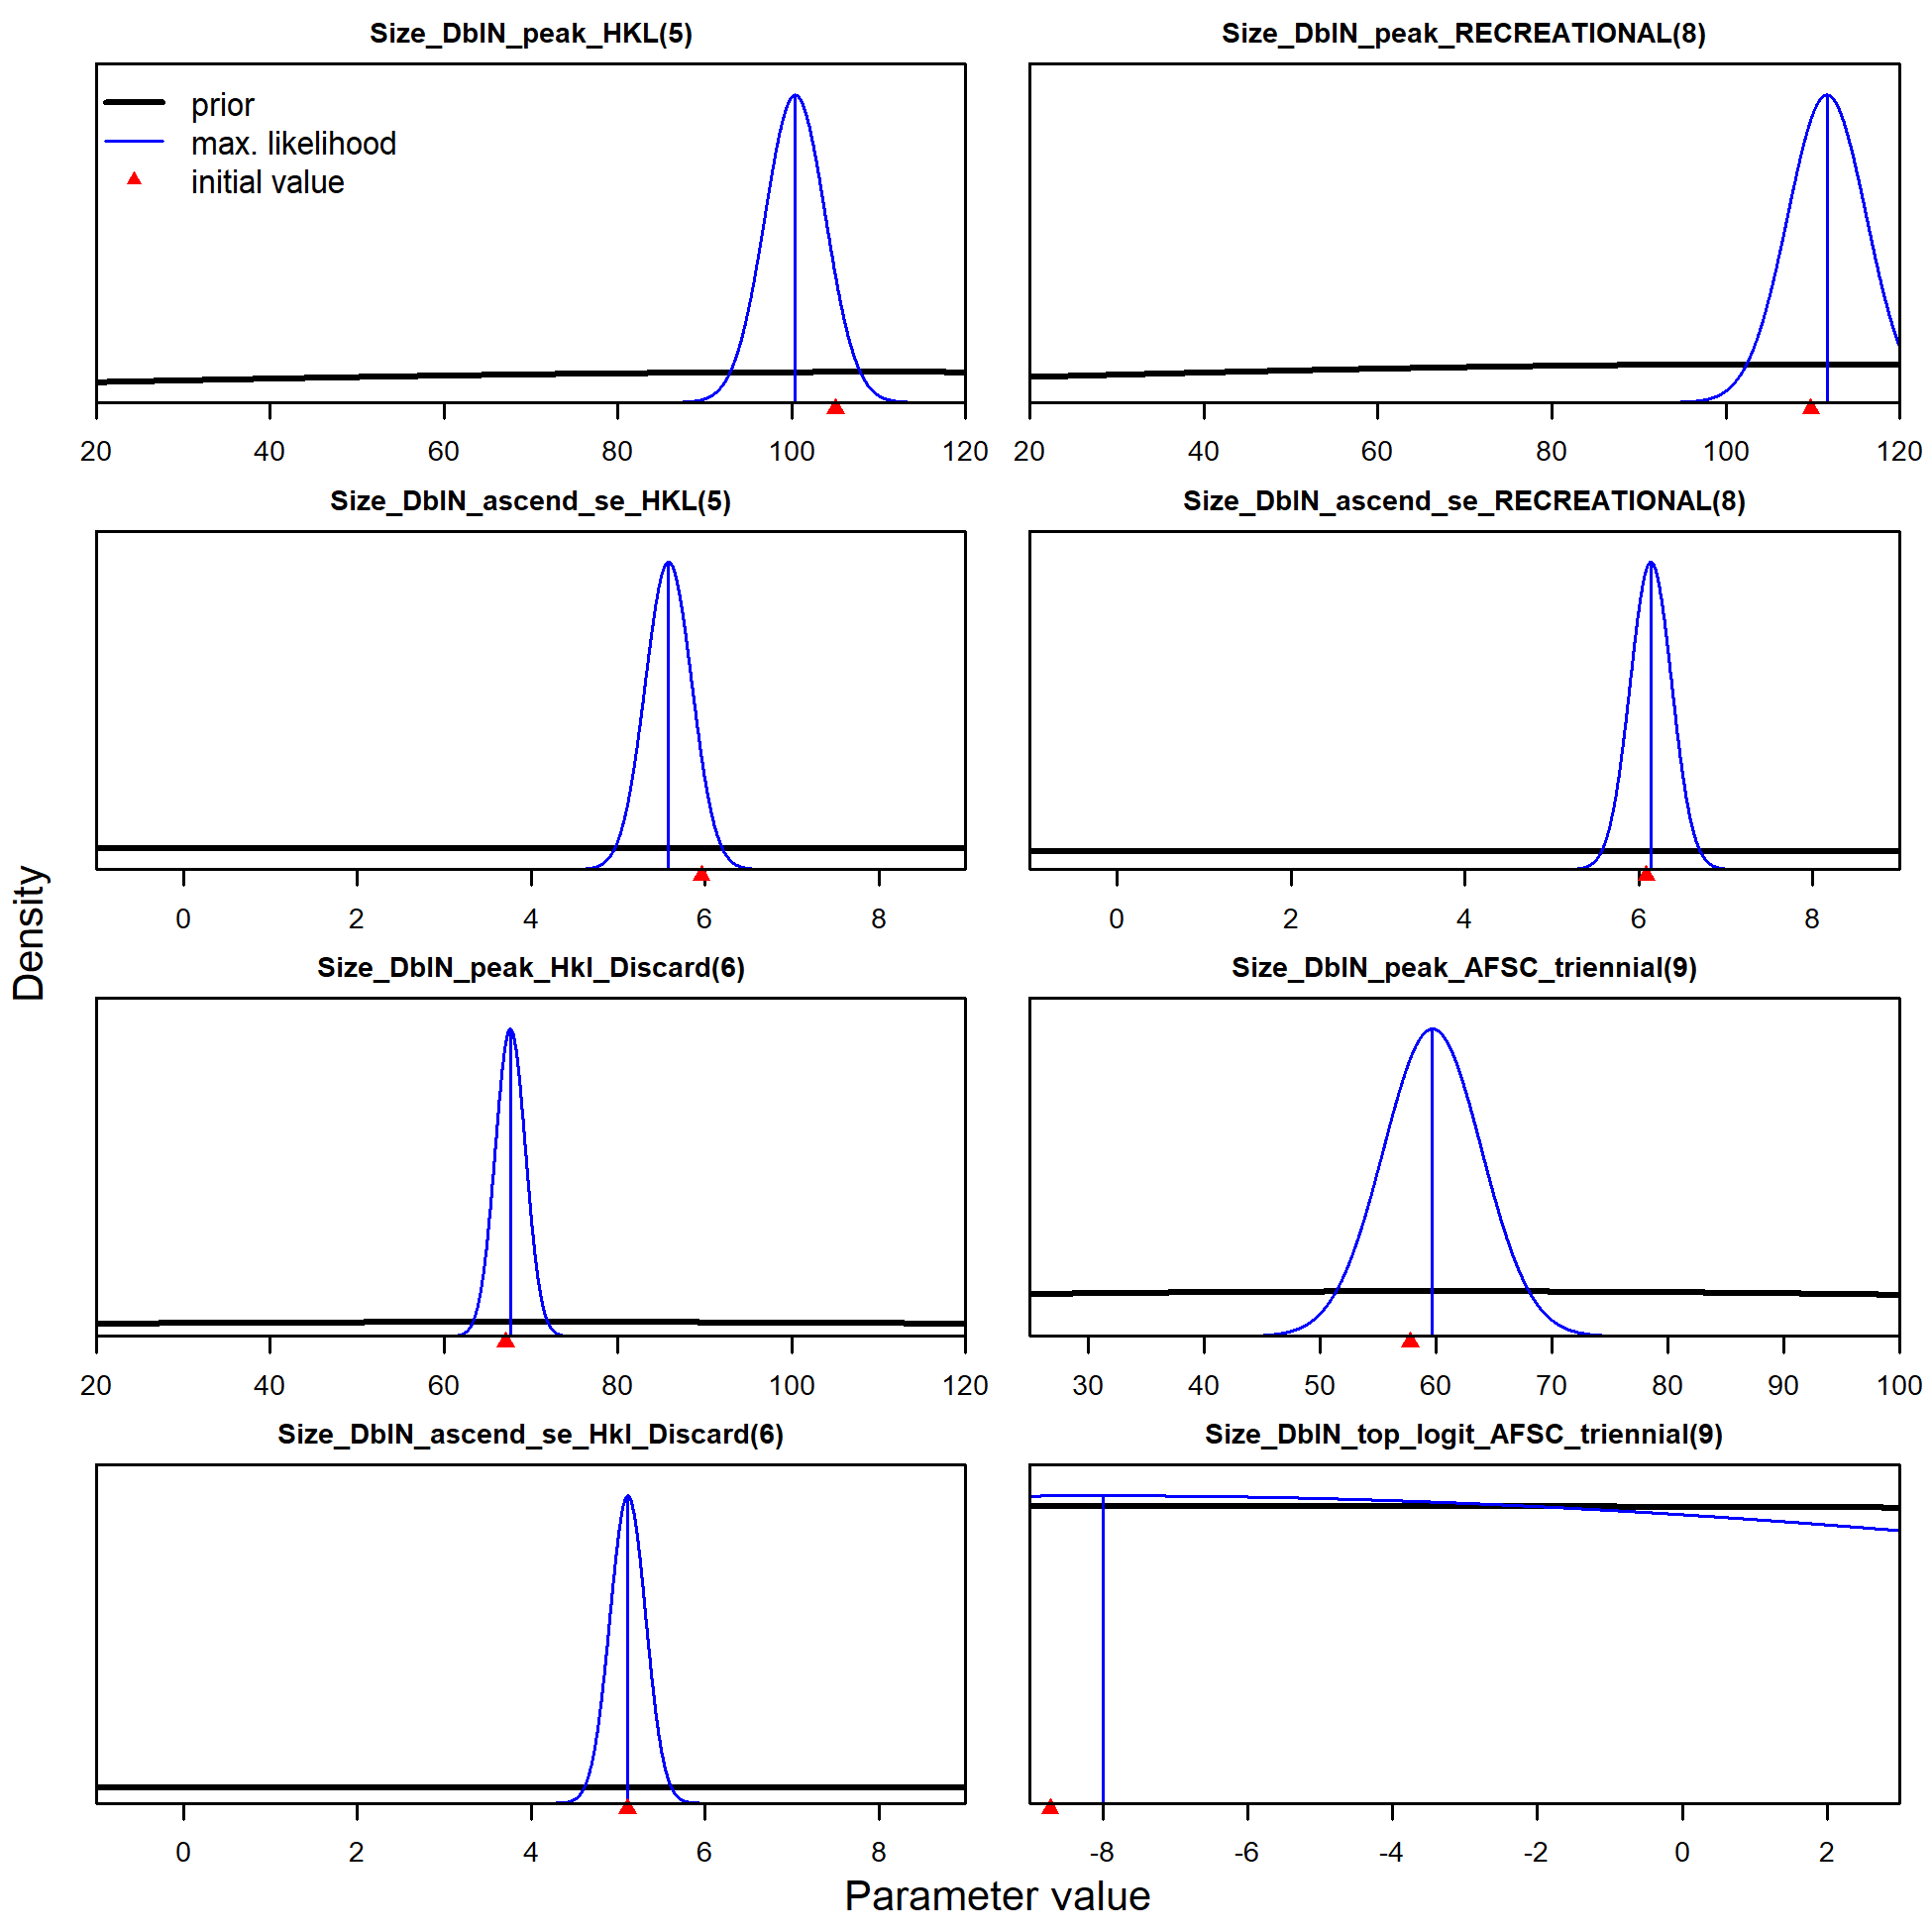 Size_DblN_peak_HKL(5)
prior
max. likelihood
initial value
20 40 60 80 100 120
Size_DblN_peak_RECREATIONAL(8)
20 40 60 80 100 120
Size_DblN_ascend_se_HKL(5)
0 2 4 6 8
Size_DblN_ascend_se_RECREATIONAL(8)
0 2 4 6 8
Size_DblN_peak_Hkl_Discard(6)
20 40 60 80 100 120
Size_DblN_peak_AFSC_triennial(9)
30 40 50 60 70 80 90 100
Size_DblN_ascend_se_Hkl_Discard(6)
0 2 4 6 8
Size_DblN_top_logit_AFSC_triennial(9)
-8 -6 -4 -2 0 2
Density
Parameter value